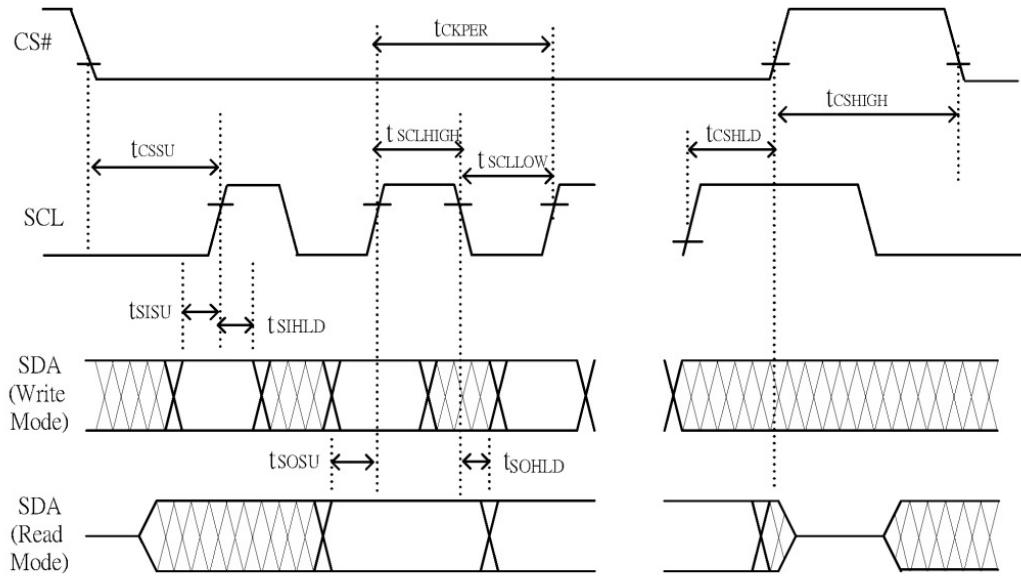 CS#
tCKPER
tCSHIGH
tSCLHIGH
tCSHLD
tCSSU
tSCLLOW
SCL
tSISU
tSIHLD
SDA
(Write
Mode)
tSOSU
tSOHLD
SDA
(Read
Mode)